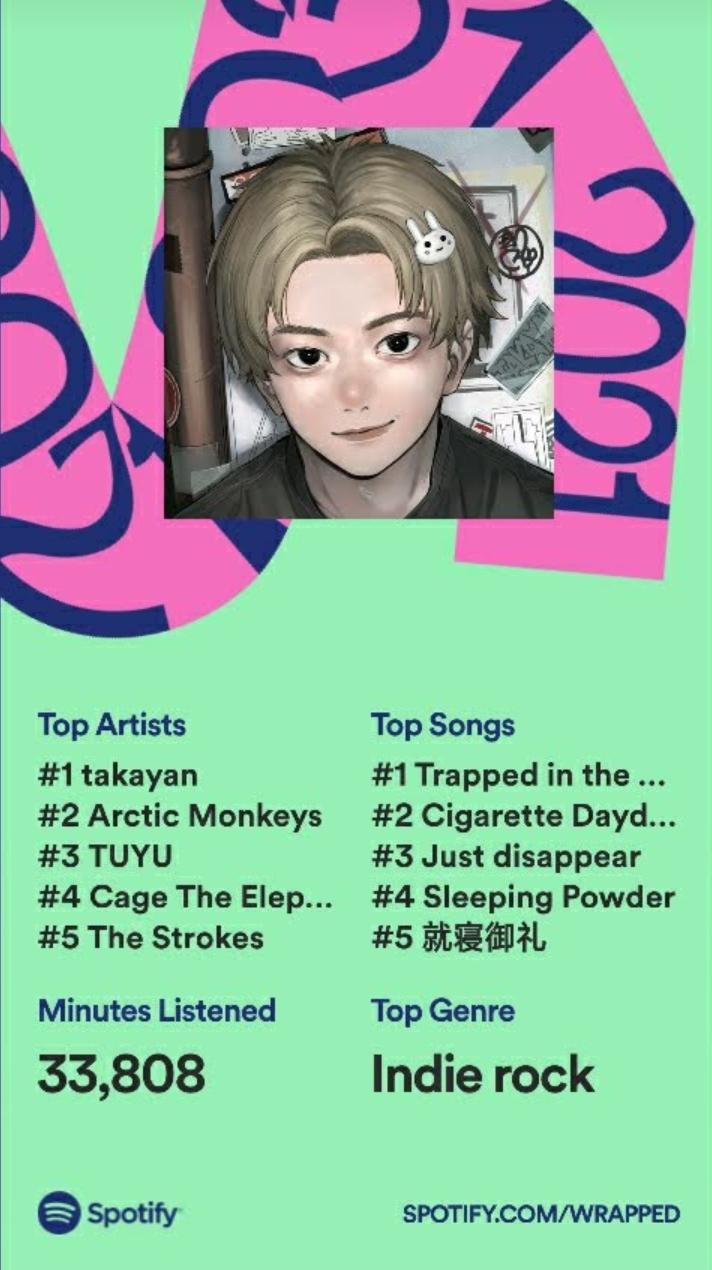 2021
Top Artists
#1 takayan
#2 Arctic Monkeys
#3 TUYU
#4 Cage The Elep...
#5 The Strokes
Top Songs
#1 Trapped in the ...
#2 Cigarette Dayd...
#3 Just disappear
#4 Sleeping Powder
#5 就寝御礼
Minutes Listened
33,808
Top Genre
Indie rock
Spotify
SPOTIFY.COM/WRAPPED